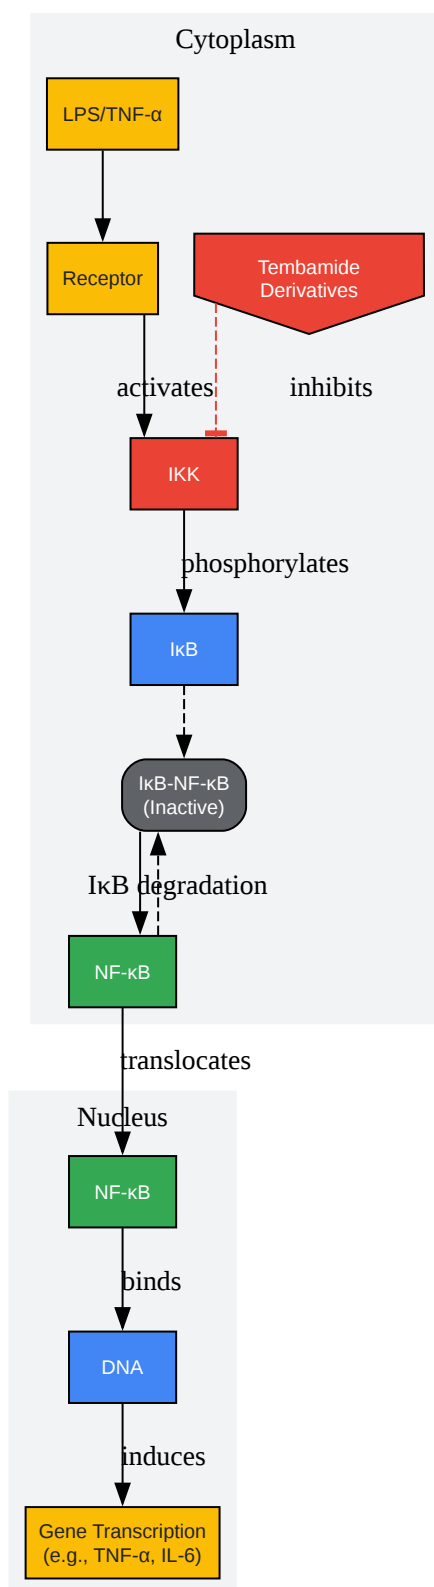 Cytoplasm
LPS/TNF-α
Receptor
Tembamide
Derivatives
activates
inhibits
IKK
phosphorylates
IκB
IκB-NF-κB
(Inactive)
IκB degradation
NF-κB
translocates
Nucleus
NF-κB
binds
DNA
induces
Gene Transcription
(e.g., TNF-α, IL-6)